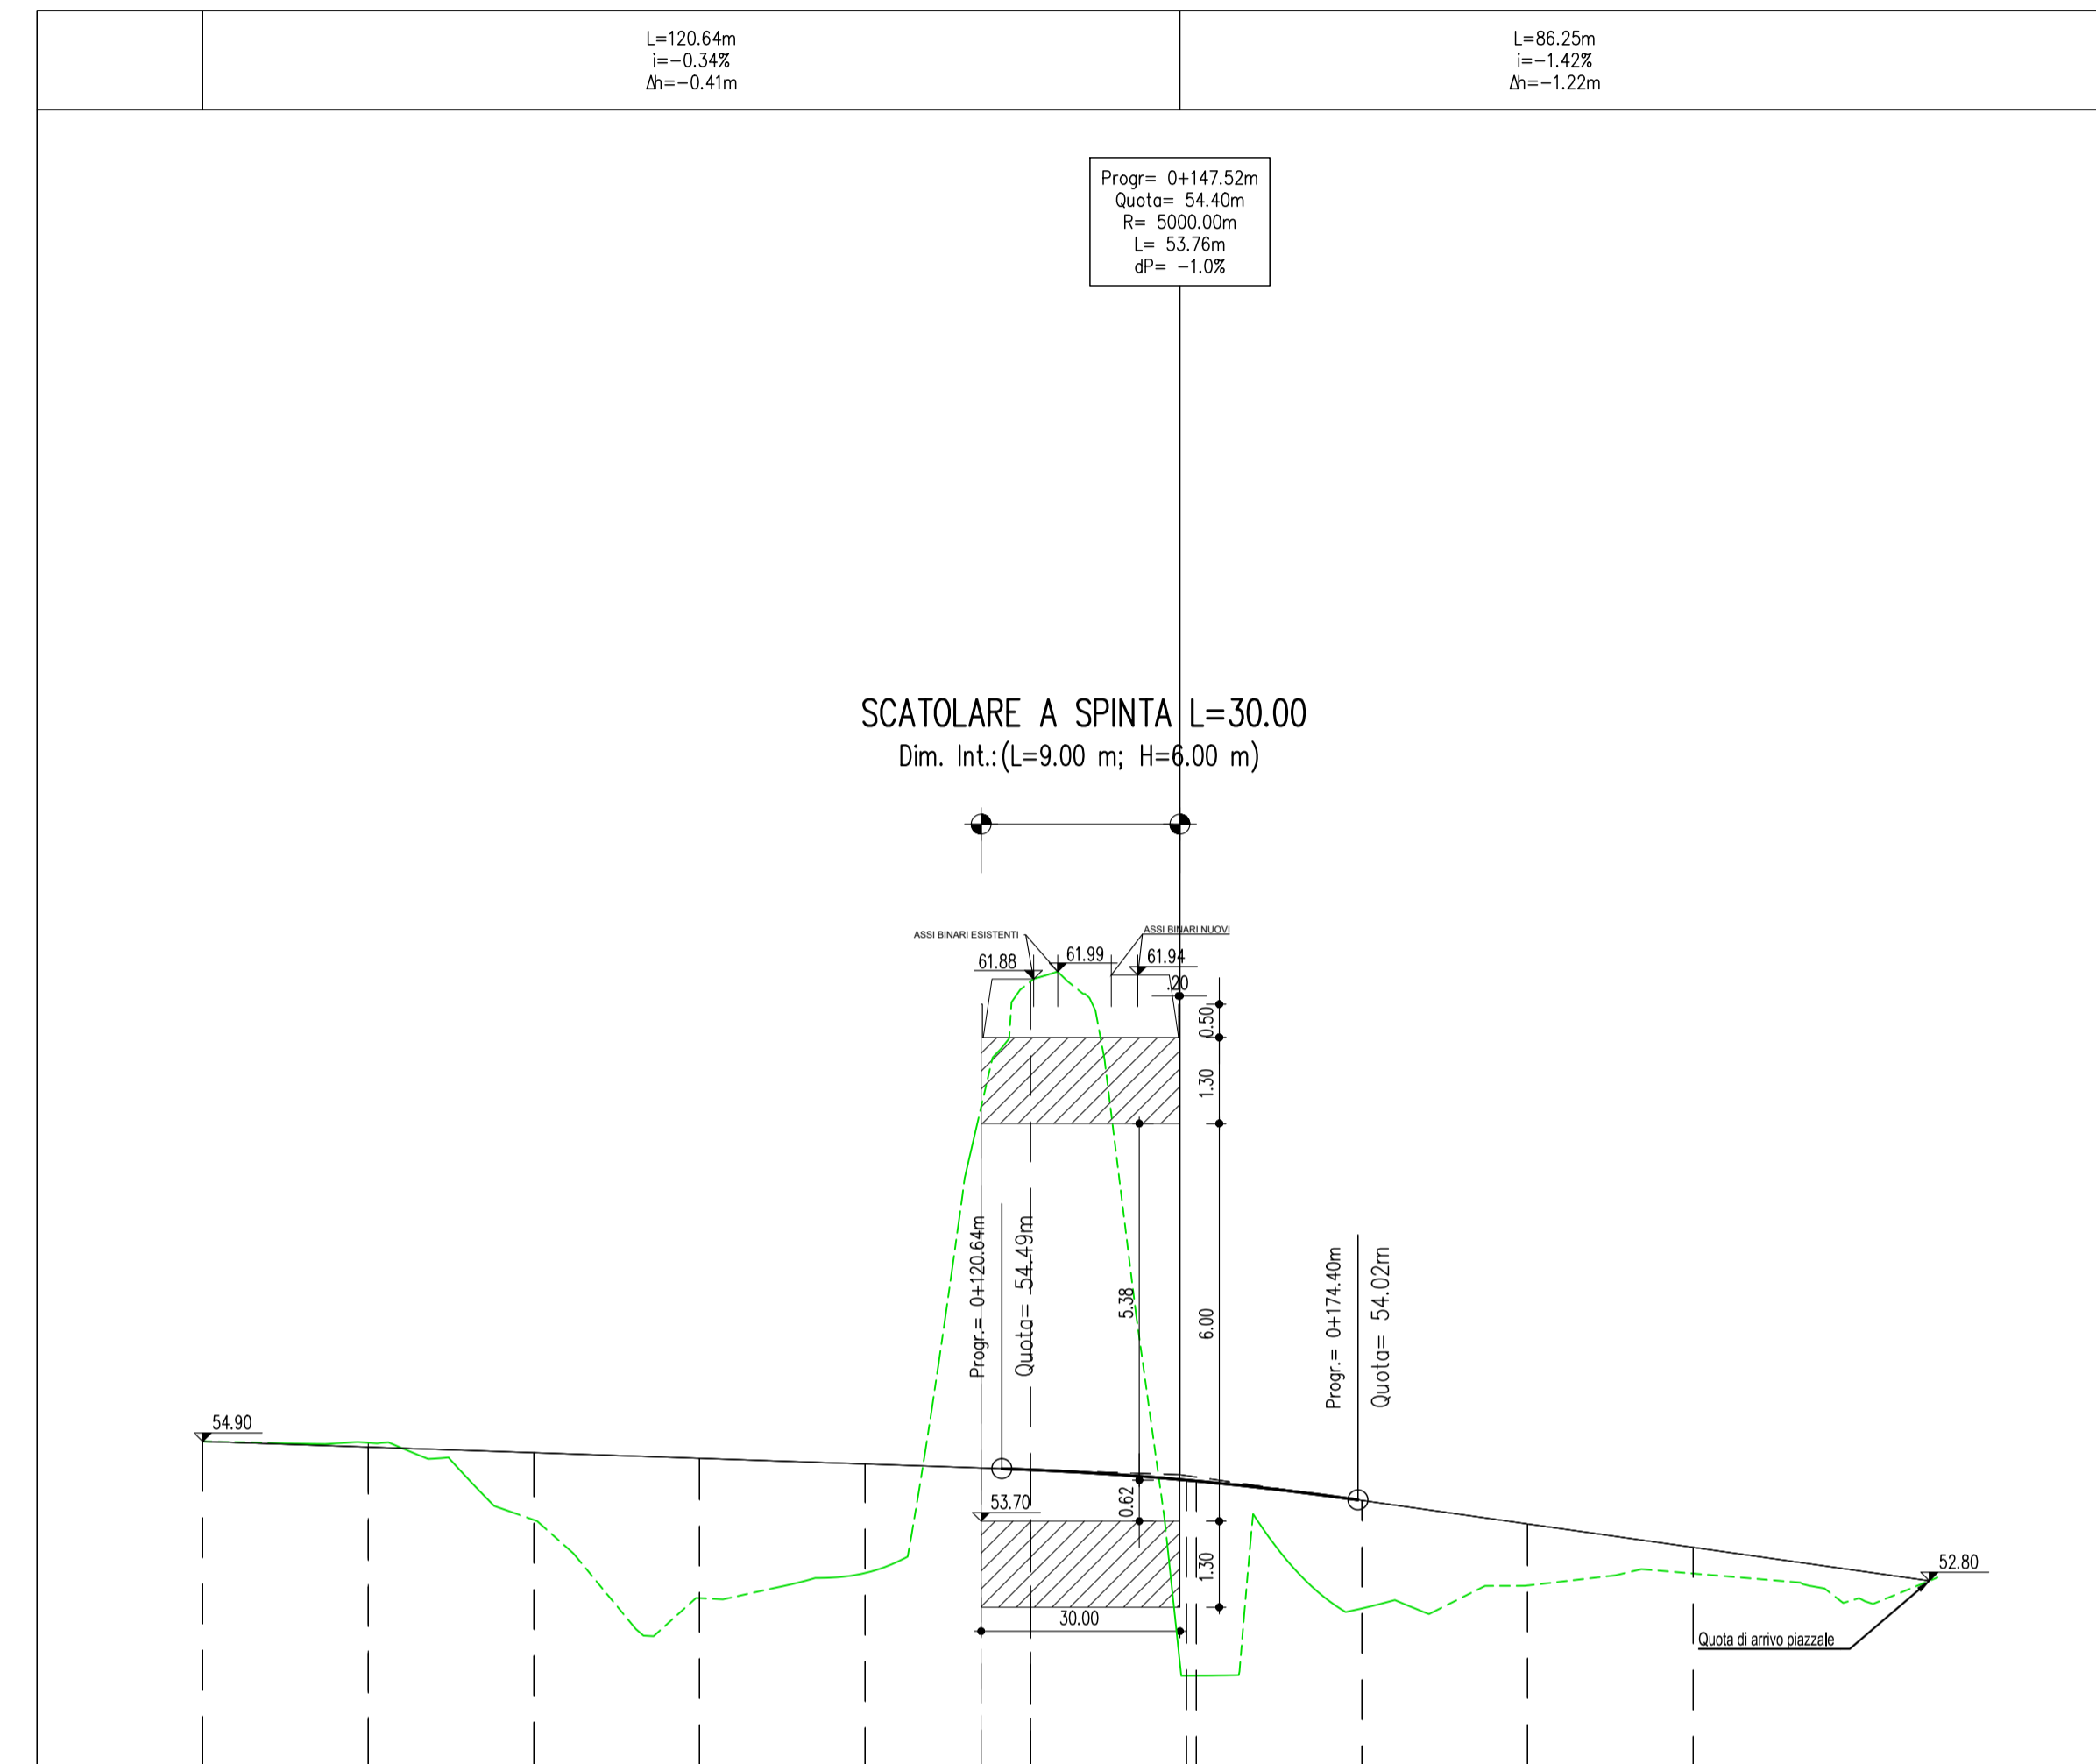 L=120.64m
i=-0.34%
Δh=-0.41m
L=86.25m
i=-1.42%
Δh=-1.22m
Progr= 0+147.52m
Quota= 54.40m
R= 5000.00m
L= 53.76m
dP= -1.0%
SCATOLARE A SPINTA L=30.00
Dim. Int.:(L=9.00 m; H=6.00 m)
ASSI BINARI ESISTENTI
ASSI BINARI NUOVI
61.88
61.99
61.94
.20
0.50
1.30
Progr.= 0+120.64m
Quota= 54.49m
5.38
6.00
Progr.= 0+174.40m
Quota= 54.02m
54.90
53.70
0.62
1.30
30.00
52.80
Quota di arrivo piazzale